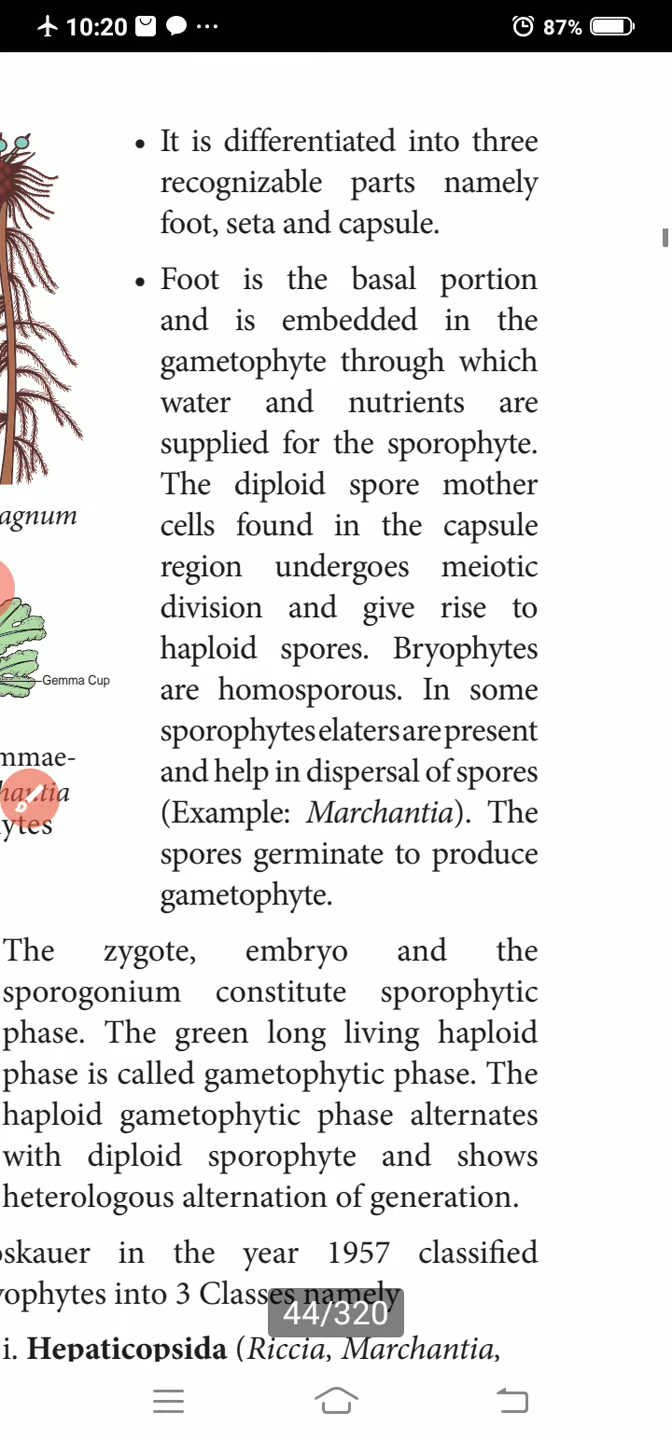 10:20 ...
87%
• It is differentiated into three
recognizable parts namely
foot, seta and capsule.
• Foot is the basal portion
and is embedded in the
gametophyte through which
water and nutrients are
supplied for the sporophyte.
The diploid spore mother
cells found in the capsule
region undergoes meiotic
division and give rise to
haploid spores. Bryophytes
are homosporous. In some
sporophytes elaters are present
and help in dispersal of spores
(Example: Marchantia). The
spores germinate to produce
gametophyte.
agnum
Gemma Cup
mmae-
hantia
ytes
The zygote, embryo and the
sporogonium constitute sporophytic
phase. The green long living haploid
phase is called gametophytic phase. The
haploid gametophytic phase alternates
with diploid sporophyte and shows
heterologous alternation of generation.
oskauer in the year 1957 classified
yophytes into 3 Classes namely
44/320
i. Hepaticopsida (Riccia, Marchantia,